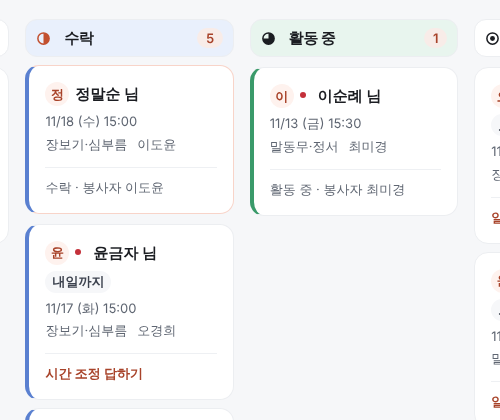 수락 5
정 정말순 님
11/18 (수) 15:00
장보기·심부름 이도윤
수락 · 봉사자 이도윤
윤 윤금자 님
내일까지
11/17 (화) 15:00
장보기·심부름 오경희
시간 조정 답하기
활동 중 1
이 이순례 님
11/13 (금) 15:30
말동무·정서 최미경
활동 중 · 봉사자 최미경